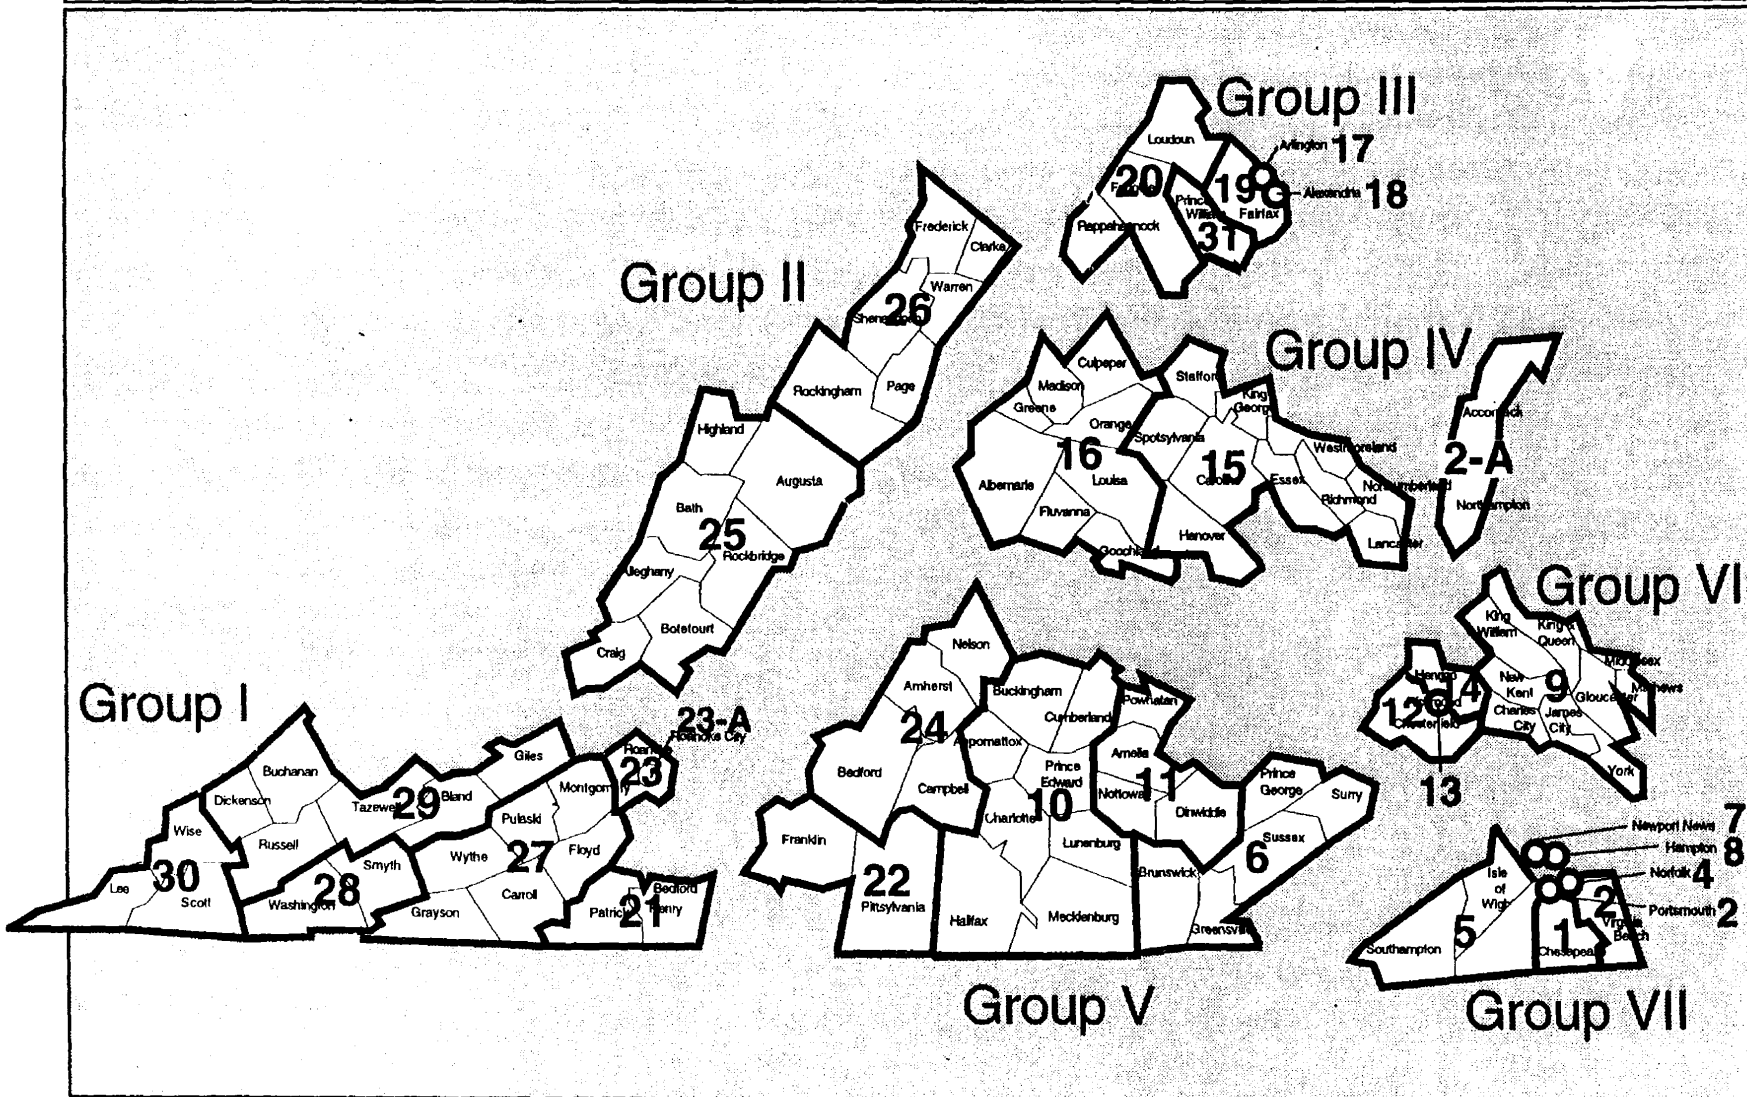 Group III
Loudoun
Arlington 17
20
19
Alexandria 18
Prince
William
Fairfax
Rappahannock
31
Group II
Frederick
Clarke
Warren
26
Shenandoah
Rockingham
Page
Highland
Augusta
Bath
25
Rockbridge
Alleghany
Botetourt
Craig
Group IV
Culpeper
Stafford
Madison
King
George
Greene
Orange
Accomack
Spotsylvania
Westmoreland
16
15
2-A
Albemarle
Louisa
Caroline
Essex
Northumberland
Richmond
Northampton
Fluvanna
Hanover
Lancaster
Goochland
Group VI
King
William
King &
Queen
Middlesex
Henrico
14
New
Kent
9
Mathews
Gloucester
12
Chesterfield
Charles
City
James
City
York
13
Group I
23-A
Roanoke City
Giles
Roanoke
23
Buchanan
Montgomery
Dickenson
Tazewell
29
Bland
Pulaski
Wise
Russell
Smyth
Wythe
27
Floyd
Lee
30
Scott
28
Washington
Carroll
Grayson
Bedford
Patrick
21
Henry
Nelson
Amherst
Buckingham
Powhatan
24
Cumberland
Appomattox
Amelia
Bedford
Prince
Edward
11
Prince
George
Campbell
10
Nottoway
Surry
Charlotte
Dinwiddie
Franklin
Lunenburg
6
Sussex
22
Brunswick
Pittsylvania
Halifax
Mecklenburg
Greensville
Group V
Newport News 7
Hampton 8
Isle
of
Wight
Norfolk 4
2
Portsmouth 2
Virginia
Beach
5
1
Southampton
Chesapeake
Group VII